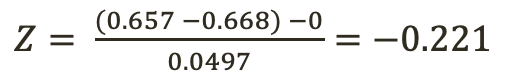 Z = (0.657 −0.668) −0 / 0.0497 = −0.221